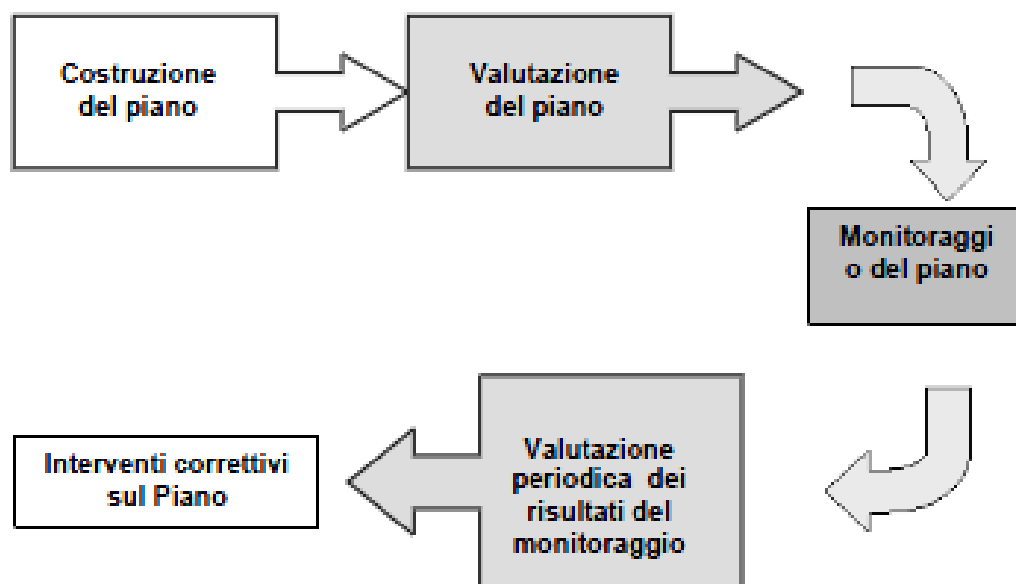 Costruzione
del piano
Valutazione
del piano
Monitoraggi
o del piano
Valutazione
periodica dei
risultati del
monitoraggio
Interventi correttivi
sul Piano